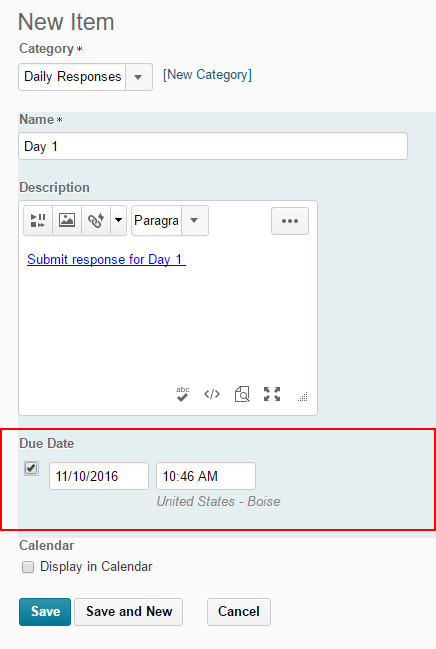 New Item
Category *
Daily Responses [New Category]
Name *
Day 1
Description
Paragra
Submit response for Day 1
abc
Due Date
11/10/2016 10:46 AM
United States - Boise
Calendar
Display in Calendar
Save Save and New Cancel